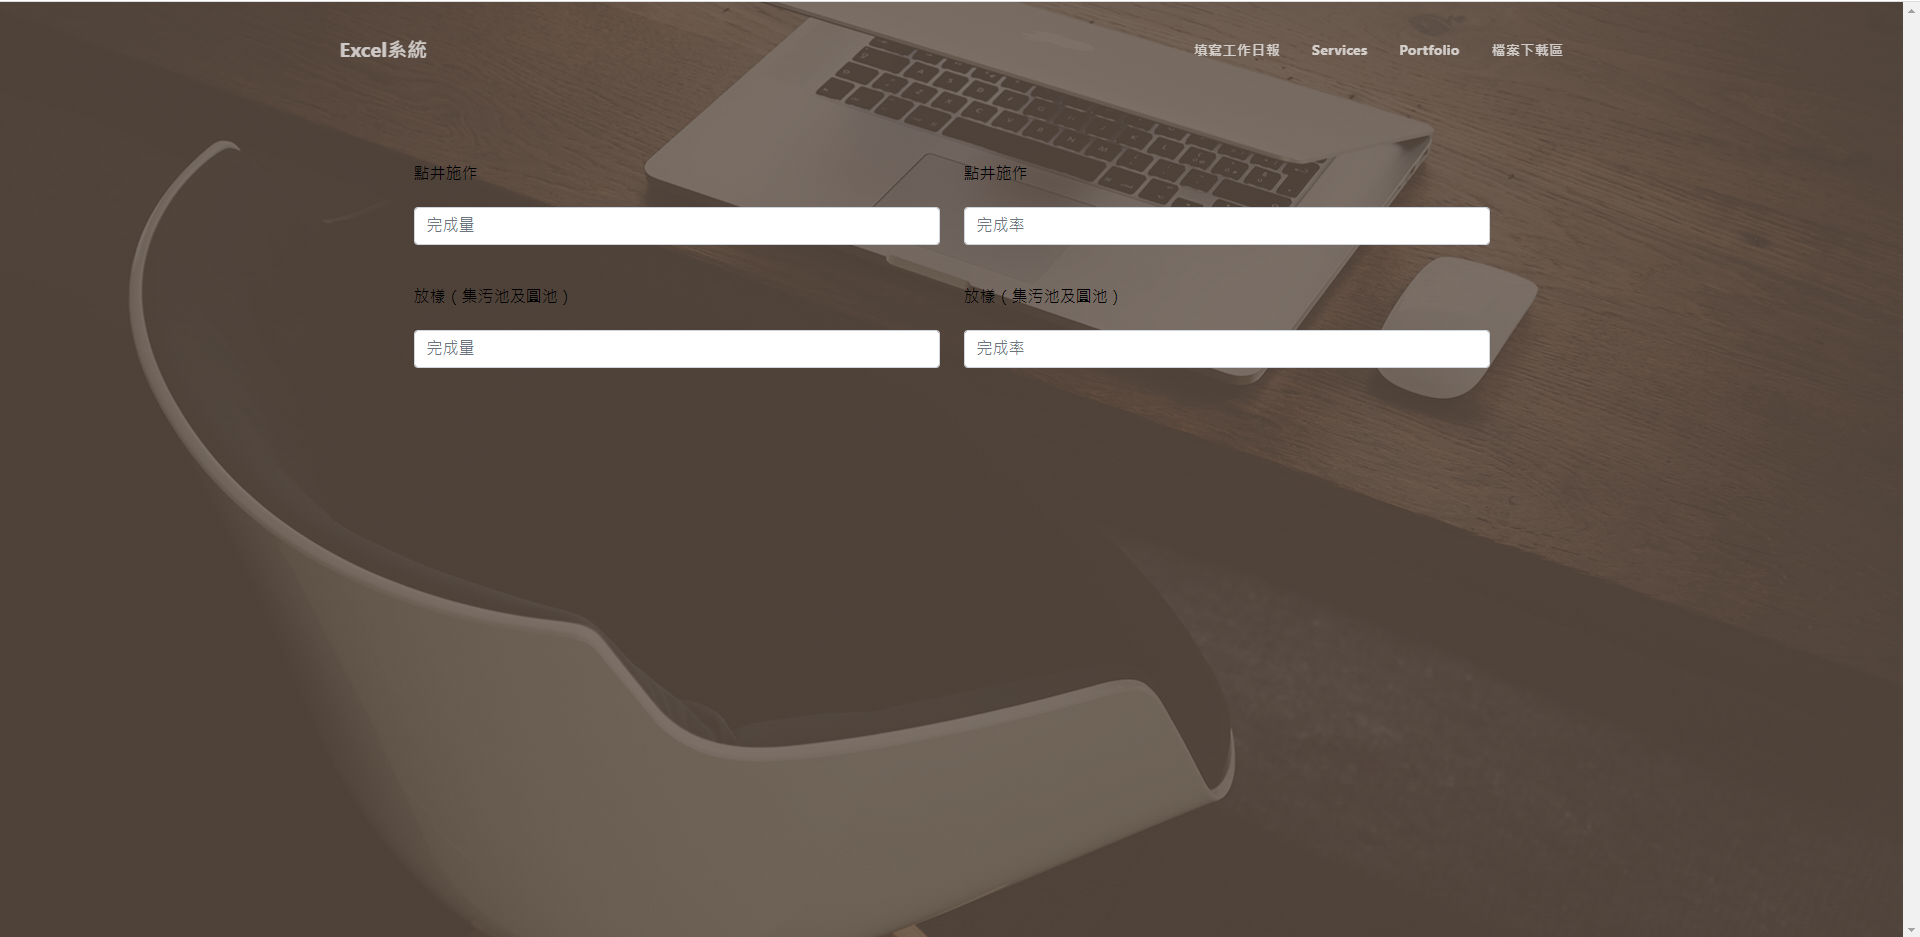 Excel系統
填寫工作日報 Services Portfolio 檔案下載區
點井施作 點井施作
完成量 完成率
放樣（集汚池及圓池） 放樣（集汚池及圓池）
完成量 完成率